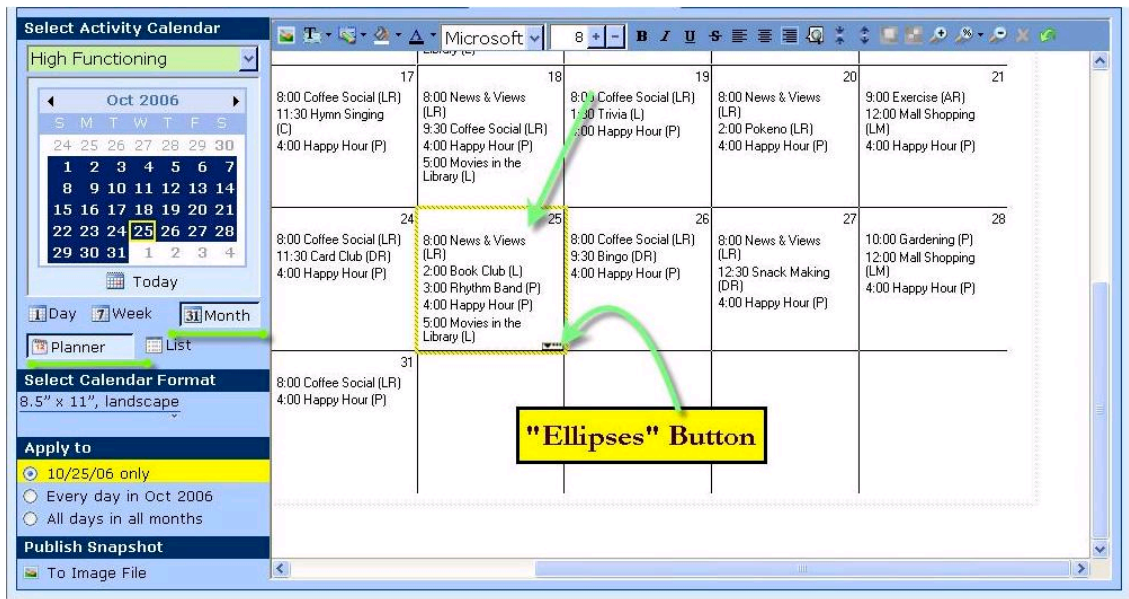 Select Activity Calendar
High Functioning
Oct 2006
S M T W T F S
24 25 26 27 28 29 30
1 2 3 4 5 6 7
8 9 10 11 12 13 14
15 16 17 18 19 20 21
22 23 24 25 26 27 28
29 30 31 1 2 3 4
Today
1 Day 7 Week 31 Month
Planner List
Select Calendar Format
8.5" x 11", landscape
Apply to
10/25/06 only
Every day in Oct 2006
All days in all months
Publish Snapshot
To Image File
Microsoft 8 + - B I U S
Library (L)
17
8:00 Coffee Social (LR)
11:30 Hymn Singing
(C)
4:00 Happy Hour (P)
18
8:00 News & Views
(LR)
9:30 Coffee Social (LR)
4:00 Happy Hour (P)
5:00 Movies in the
Library (L)
19
8:00 Coffee Social (LR)
Trivia (L)
Happy Hour (P)
20
8:00 News & Views
(LR)
2:00 Pokeno (LR)
4:00 Happy Hour (P)
21
9:00 Exercise (AR)
12:00 Mall Shopping
(LM)
4:00 Happy Hour (P)
24
8:00 Coffee Social (LR)
11:30 Card Club (DR)
4:00 Happy Hour (P)
25
8:00 News & Views
(LR)
2:00 Book Club (L)
3:00 Rhythm Band (P)
4:00 Happy Hour (P)
5:00 Movies in the
Library (L)
26
8:00 Coffee Social (LR)
9:30 Bingo (DR)
4:00 Happy Hour (P)
27
8:00 News & Views
(LR)
12:30 Snack Making
(DR)
4:00 Happy Hour (P)
28
10:00 Gardening (P)
12:00 Mall Shopping
(LM)
4:00 Happy Hour (P)
31
8:00 Coffee Social (LR)
4:00 Happy Hour (P)
"Ellipses" Button